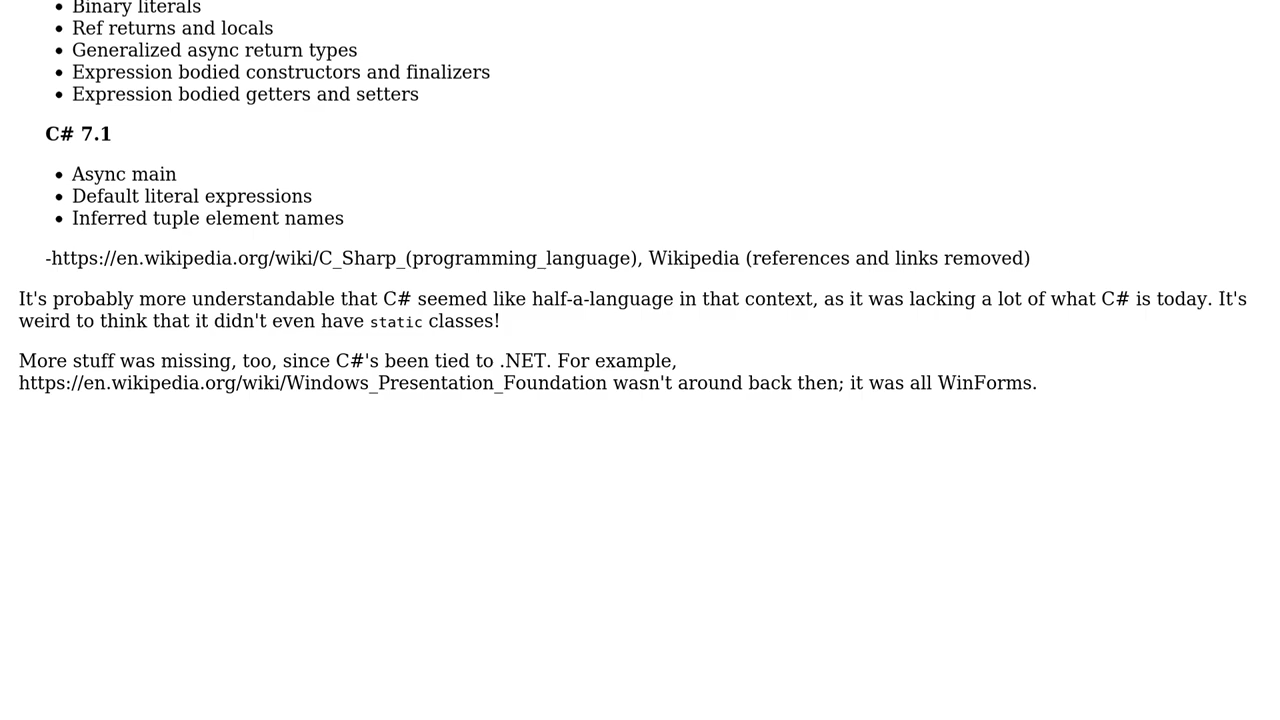 • Binary literals
• Ref returns and locals
• Generalized async return types
• Expression bodied constructors and finalizers
• Expression bodied getters and setters
C# 7.1
• Async main
• Default literal expressions
• Inferred tuple element names
-https://en.wikipedia.org/wiki/C_Sharp_(programming_language), Wikipedia (references and links removed)
It's probably more understandable that C# seemed like half-a-language in that context, as it was lacking a lot of what C# is today. It's
weird to think that it didn't even have static classes!
More stuff was missing, too, since C#'s been tied to .NET. For example,
https://en.wikipedia.org/wiki/Windows_Presentation_Foundation wasn't around back then; it was all WinForms.